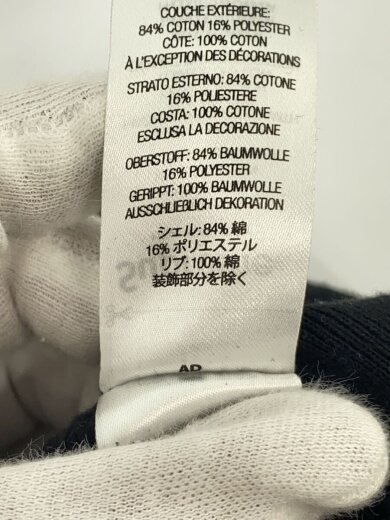 COUCHE EXTÉRIEURE:
84% COTON 16% POLYESTER
CÔTE: 100% COTON
À L'EXCEPTION DES DÉCORATIONS
STRATO ESTERNO: 84% COTONE
16% POLIESTERE
COSTA: 100% COTONE
ESCLUSA LA DECORAZIONE
OBERSTOFF: 84% BAUMWOLLE
16% POLYESTER
GERIPPT: 100% BAUMWOLLE
AUSSCHLIEBLICH DEKORATION
シェル: 84% 綿
16% ポリエステル
リブ: 100% 綿
装飾部分を除く
AD